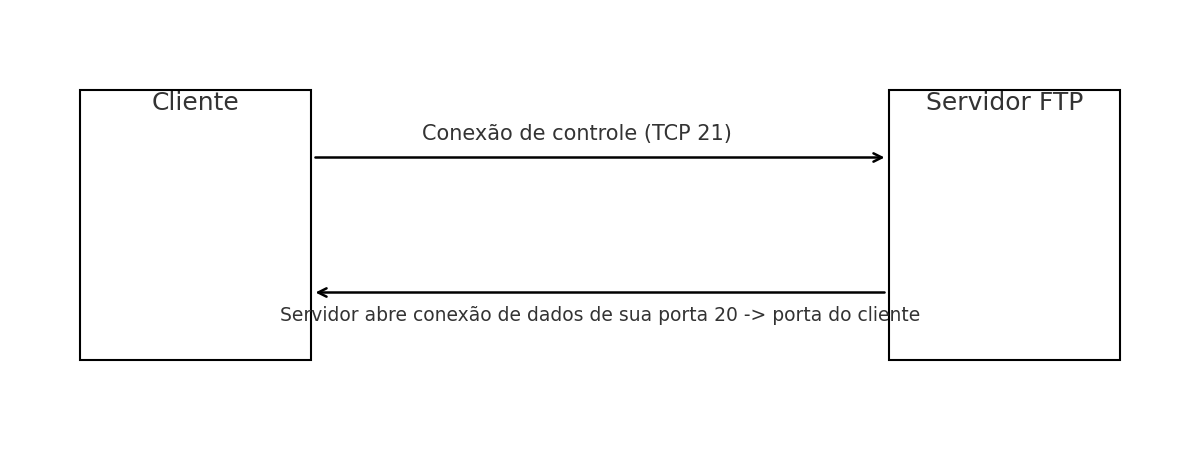 Cliente
Servidor FTP
Conexão de controle (TCP 21)
Servidor abre conexão de dados de sua porta 20 -> porta do cliente